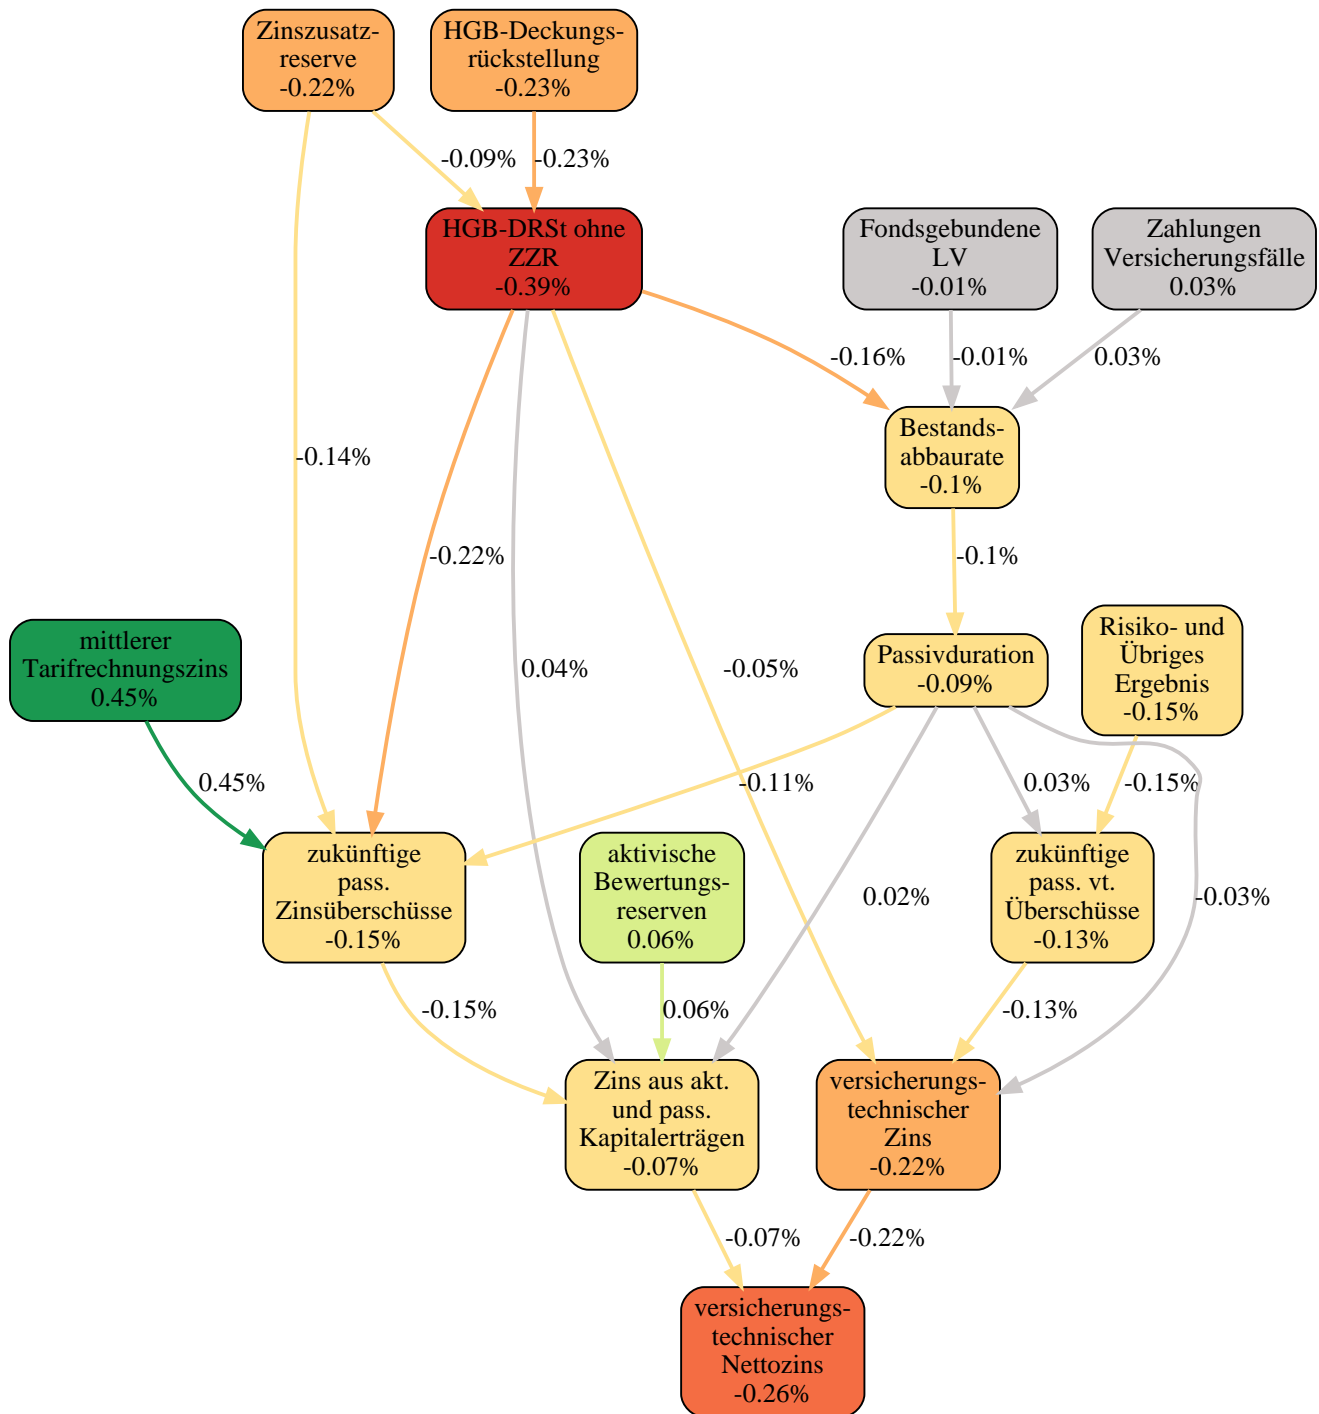 Zinszusatz-
reserve
-0.22%
HGB-Deckungs-
rückstellung
-0.23%
-0.09%
-0.23%
HGB-DRSt ohne
ZZR
-0.39%
Fondsgebundene
LV
-0.01%
Zahlungen
Versicherungsfälle
0.03%
-0.16%
-0.01%
0.03%
Bestands-
abbaurate
-0.1%
-0.14%
-0.22%
-0.1%
mittlerer
Tarifrechnungszins
0.45%
0.04%
-0.05%
Passivduration
-0.09%
Risiko- und
Übriges
Ergebnis
-0.15%
0.45%
-0.11%
0.03%
-0.15%
zukünftige
pass.
Zinsüberschüsse
-0.15%
aktivische
Bewertungs-
reserven
0.06%
0.02%
zukünftige
pass. vt.
Überschüsse
-0.13%
-0.03%
-0.15%
0.06%
-0.13%
Zins aus akt.
und pass.
Kapitalerträgen
-0.07%
versicherungs-
technischer
Zins
-0.22%
-0.07%
-0.22%
versicherungs-
technischer
Nettozins
-0.26%